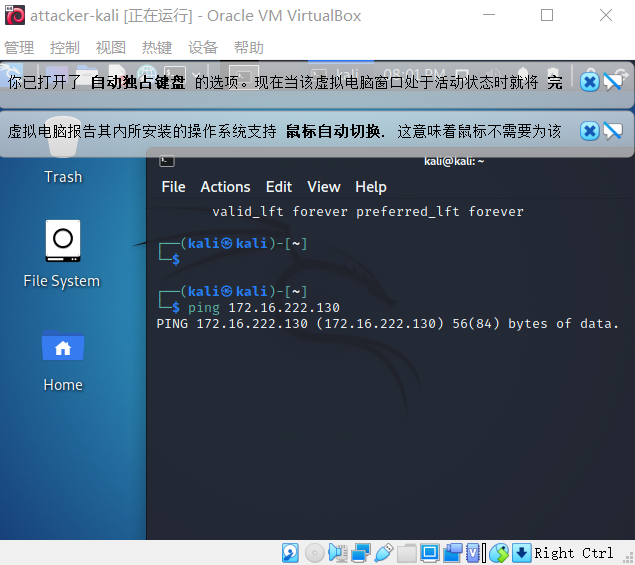 attacker-kali [正在运行] - Oracle VM VirtualBox
管理 控制 视图 热键 设备 帮助
你已打开了 自动独占键盘 的选项。现在当该虚拟电脑窗口处于活动状态时就将 完
虚拟电脑报告其内所安装的操作系统支持 鼠标自动切换. 这意味着鼠标不需要为该
Trash
File System
Home
kali@kali: ~
File Actions Edit View Help
valid_lft forever preferred_lft forever
┌──(kali㉿kali)-[~]
└─$
┌──(kali㉿kali)-[~]
└─$ ping 172.16.222.130
PING 172.16.222.130 (172.16.222.130) 56(84) bytes of data.
Right Ctrl